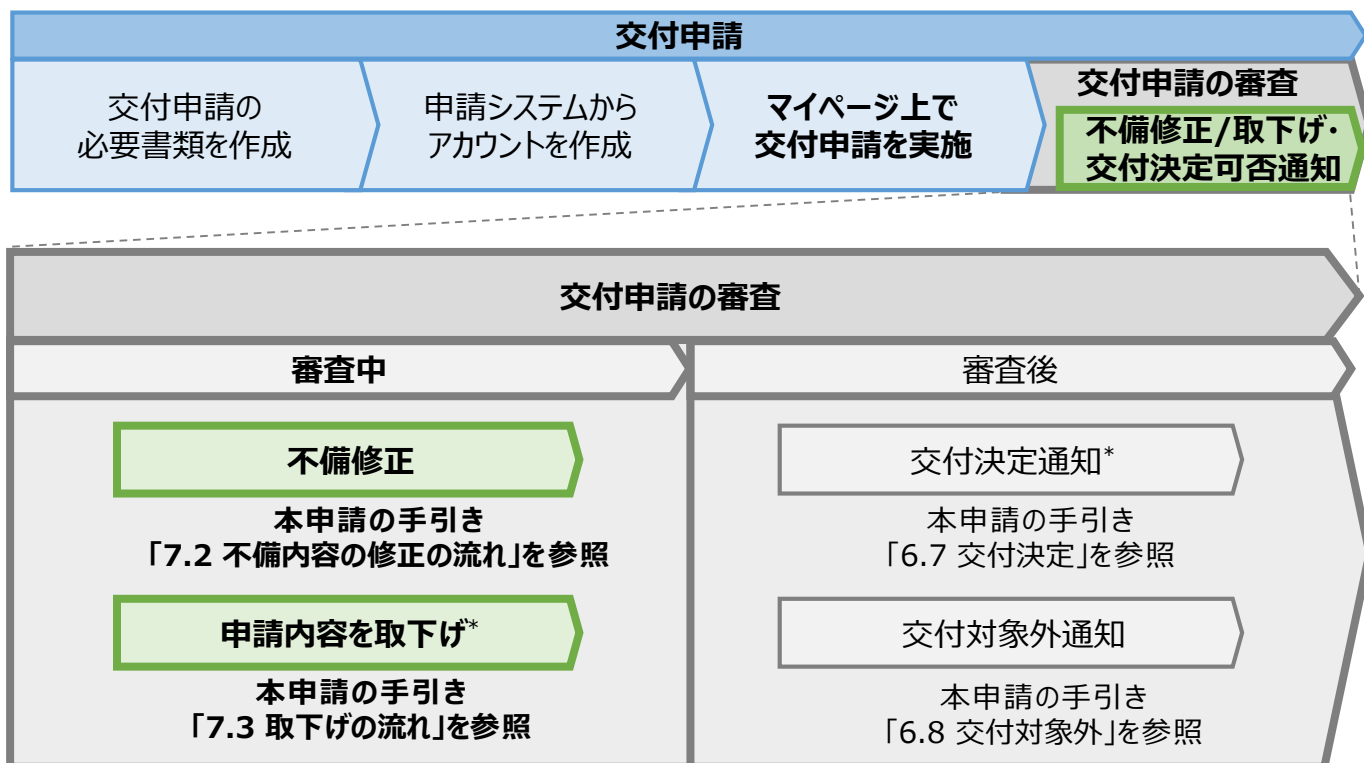 交付申請
交付申請の
必要書類を作成
申請システムから
アカウントを作成
マイページ上で
交付申請を実施
交付申請の審査
不備修正/取下げ・
交付決定可否通知
交付申請の審査
審査中
不備修正
本申請の手引き
「7.2 不備内容の修正の流れ」を参照
申請内容を取下げ*
本申請の手引き
「7.3 取下げの流れ」を参照
審査後
交付決定通知*
本申請の手引き
「6.7 交付決定」を参照
交付対象外通知
本申請の手引き
「6.8 交付対象外」を参照